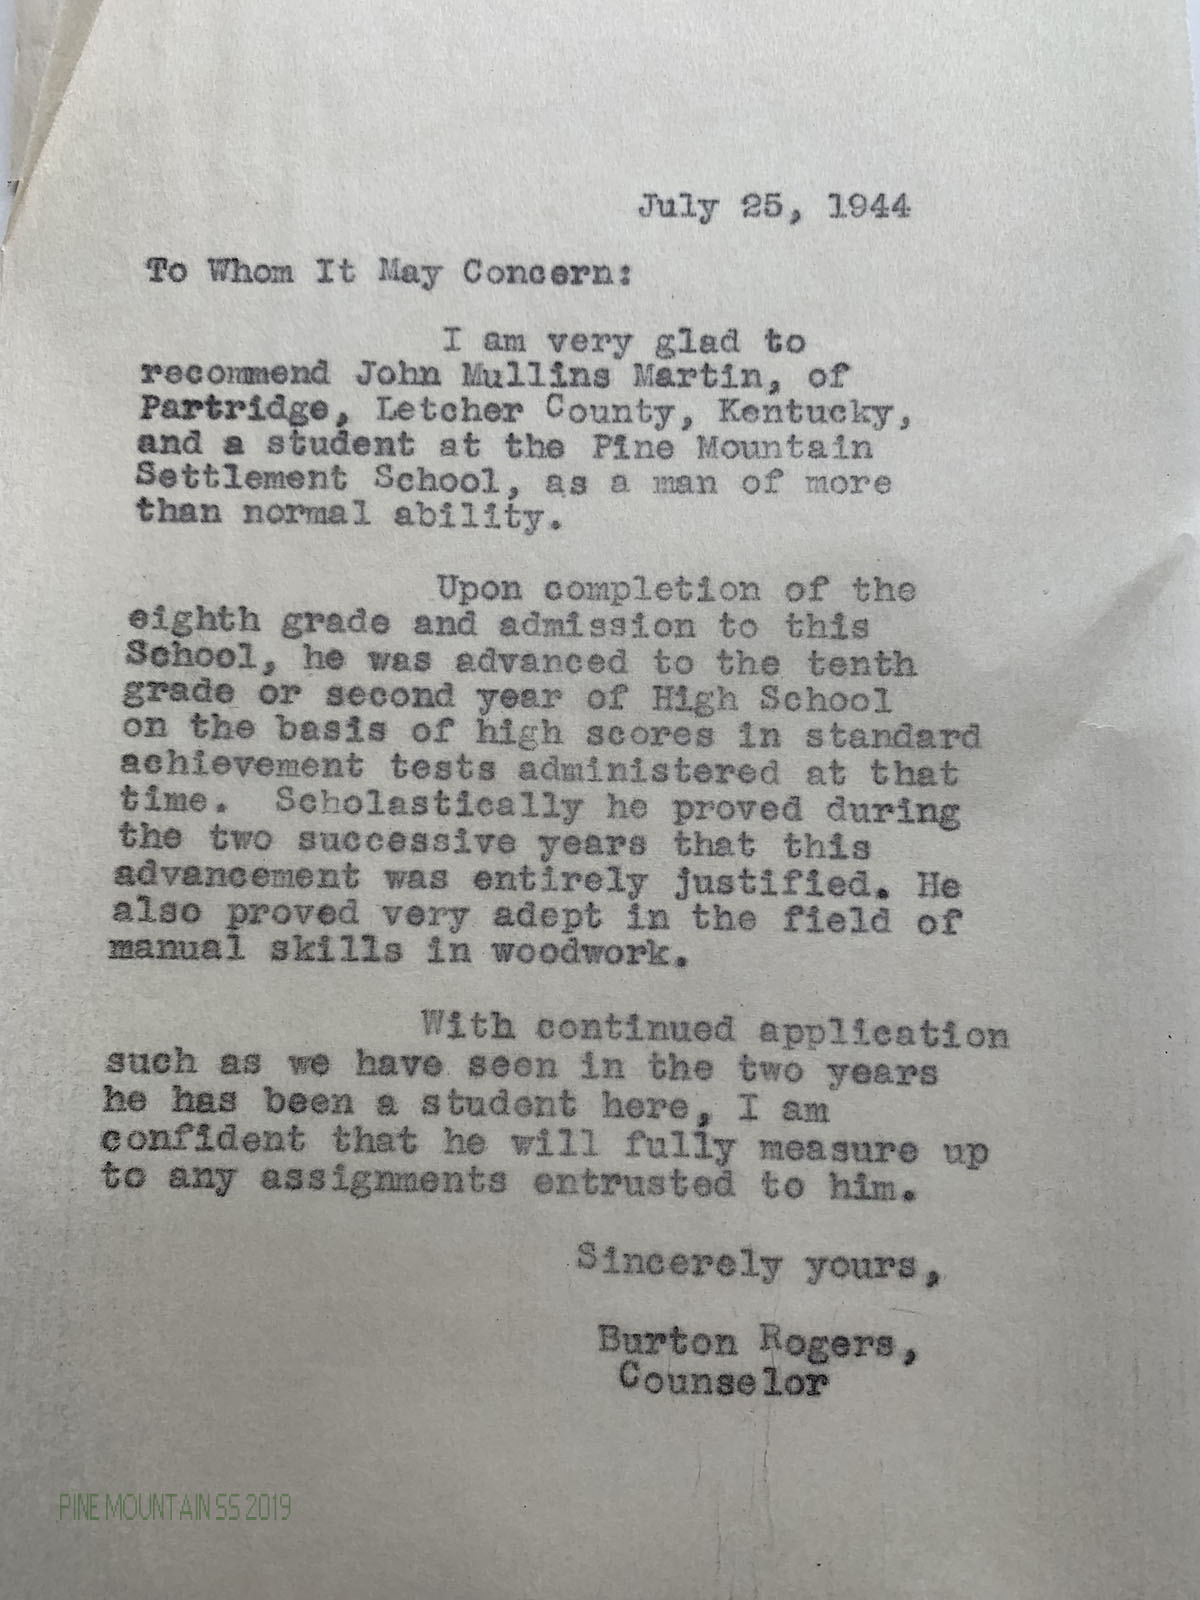 July 25, 1944
To Whom It May Concern:
I am very glad to
recommend John Mullins Martin, of
Partridge, Letcher County, Kentucky,
and a student at the Pine Mountain
Settlement School, as a man of more
than normal ability.
Upon completion of the
eighth grade and admission to this
School, he was advanced to the tenth
grade or second year of High School
on the basis of high scores in standard
achievement tests administered at that
time. Scholastically he proved during
the two successive years that this
advancement was entirely justified. He
also proved very adept in the field of
manual skills in woodwork.
With continued application
such as we have seen in the two years
he has been a student here, I am
confident that he will fully measure up
to any assignments entrusted to him.
Sincerely yours,
Burton Rogers,
Counselor
PINE MOUNTAIN SS 2019